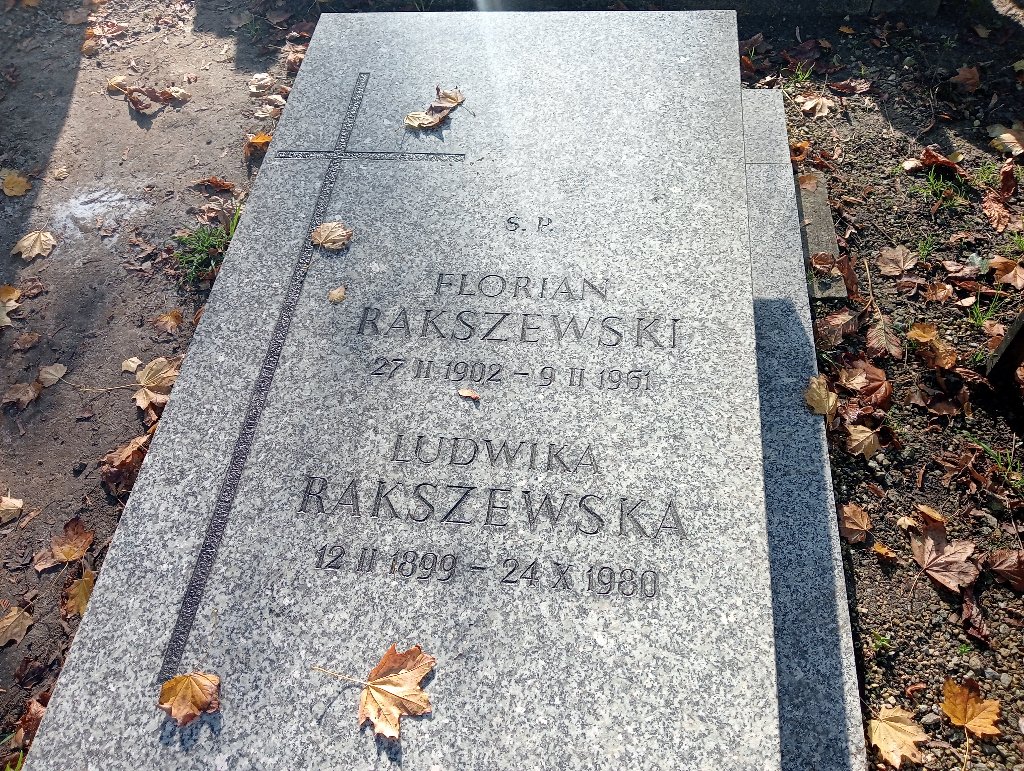 Ś. P.
FLORIAN
RAKSZEWSKI
27 II 1902 - 9 II 1961
LUDWIKA
RAKSZEWSKA
12 II 1899 - 24 X 1980